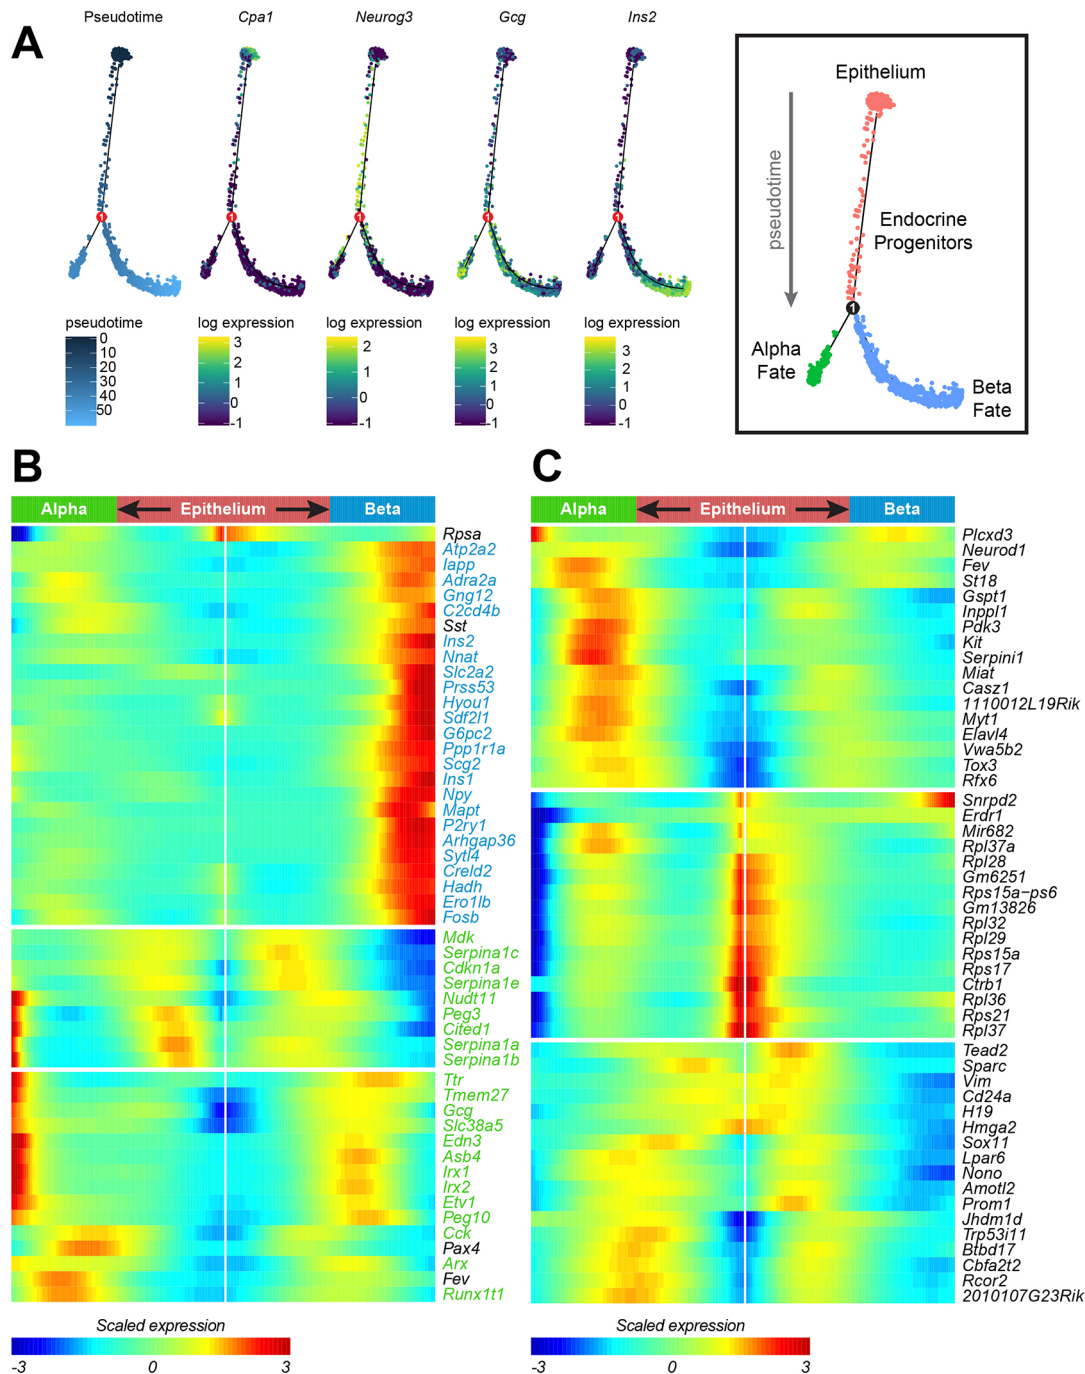 A
Pseudotime
Cpa1
Neurog3
Gcg
Ins2
1
1
1
1
1
pseudotime
0
10
20
30
40
50
log expression
3
2
1
0
-1
log expression
2
1
0
-1
log expression
3
2
1
0
-1
log expression
3
2
1
0
-1
Epithelium
pseudotime
Endocrine
Progenitors
1
Alpha
Fate
Beta
Fate
B
Alpha
Epithelium
Beta
Rpsa
Atp2a2
Iapp
Adra2a
Gng12
C2cd4b
Sst
Ins2
Nnat
Slc2a2
Prss53
Hyou1
Sdf2l1
G6pc2
Ppp1r1a
Scg2
Ins1
Npy
Mapt
P2ry1
Arhgap36
Sytl4
Creld2
Hadh
Ero1lb
Fosb
Mdk
Serpina1c
Cdkn1a
Serpina1e
Nudt11
Peg3
Cited1
Serpina1a
Serpina1b
Ttr
Tmem27
Gcg
Slc38a5
Edn3
Asb4
Irx1
Irx2
Etv1
Peg10
Cck
Pax4
Arx
Fev
Runx1t1
Scaled expression
-3
0
3
C
Alpha
Epithelium
Beta
Plcxd3
Neurod1
Fev
St18
Gspt1
Inppl1
Pdk3
Kit
Serpini1
Miat
Casz1
1110012L19Rik
Myt1
Elavl4
Vwa5b2
Tox3
Rfx6
Snrpd2
Erdr1
Mir682
Rpl37a
Rpl28
Gm6251
Rps15a−ps6
Gm13826
Rpl32
Rpl29
Rps15a
Rps17
Ctrb1
Rpl36
Rps21
Rpl37
Tead2
Sparc
Vim
Cd24a
H19
Hmga2
Sox11
Lpar6
Nono
Amotl2
Prom1
Jhdm1d
Trp53i11
Btbd17
Cbfa2t2
Rcor2
2010107G23Rik
Scaled expression
-3
0
3